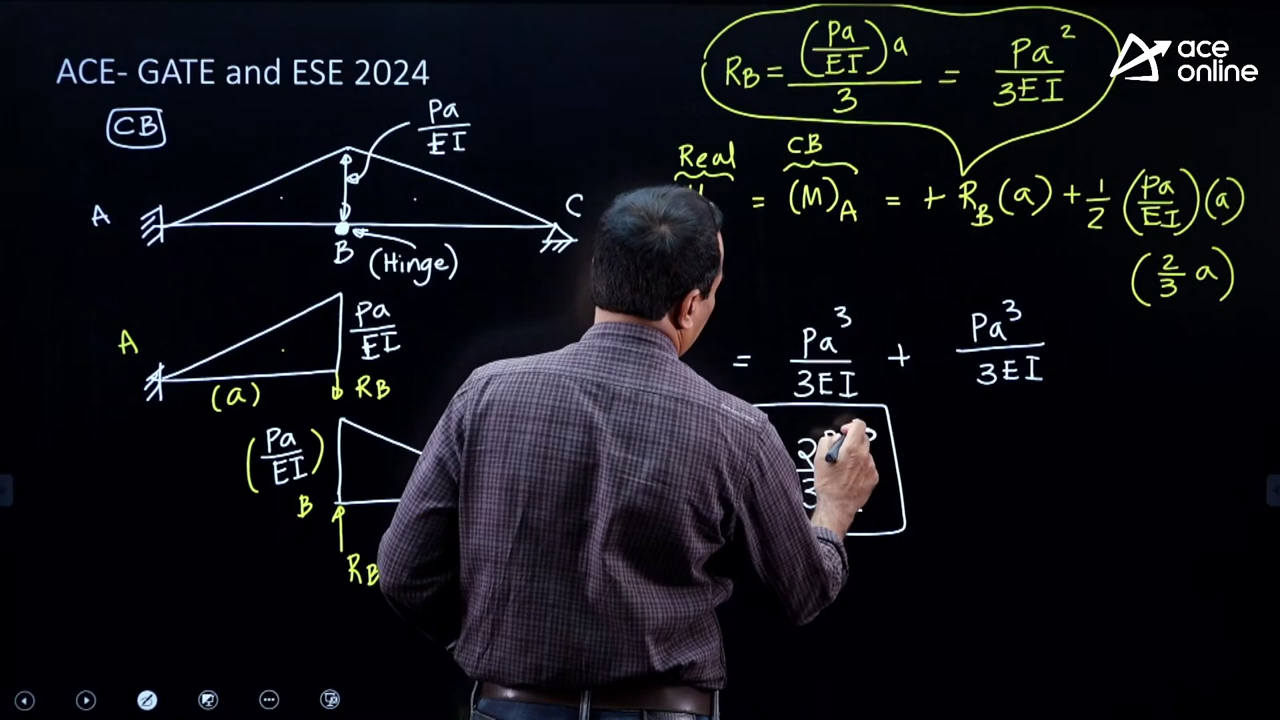 ACE- GATE and ESE 2024
ace
online
CB
Pa/EI
A
B
C
(Hinge)
A
Pa/EI
(a)
RB
(Pa/EI)
B
RB
RB = (Pa/EI)a/3 = Pa²/3EI
Real
CB
= (M)A = + RB(a) + 1/2 (Pa/EI)(a)
(2/3 a)
= Pa³/3EI + Pa³/3EI